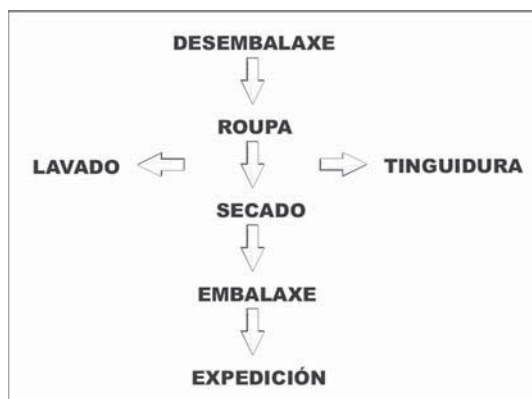 DESEMBALAXE
ROUPA
LAVADO
TINGUIDURA
SECADO
EMBALAXE
EXPEDICIÓN